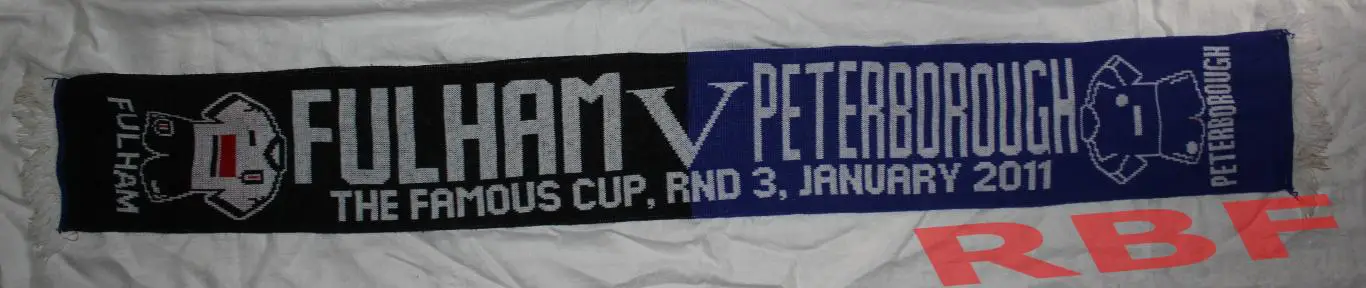 FULHAM
FULHAM V PETERBOROUGH
THE FAMOUS CUP, RND 3, JANUARY 2011
PETERBOROUGH
RBF